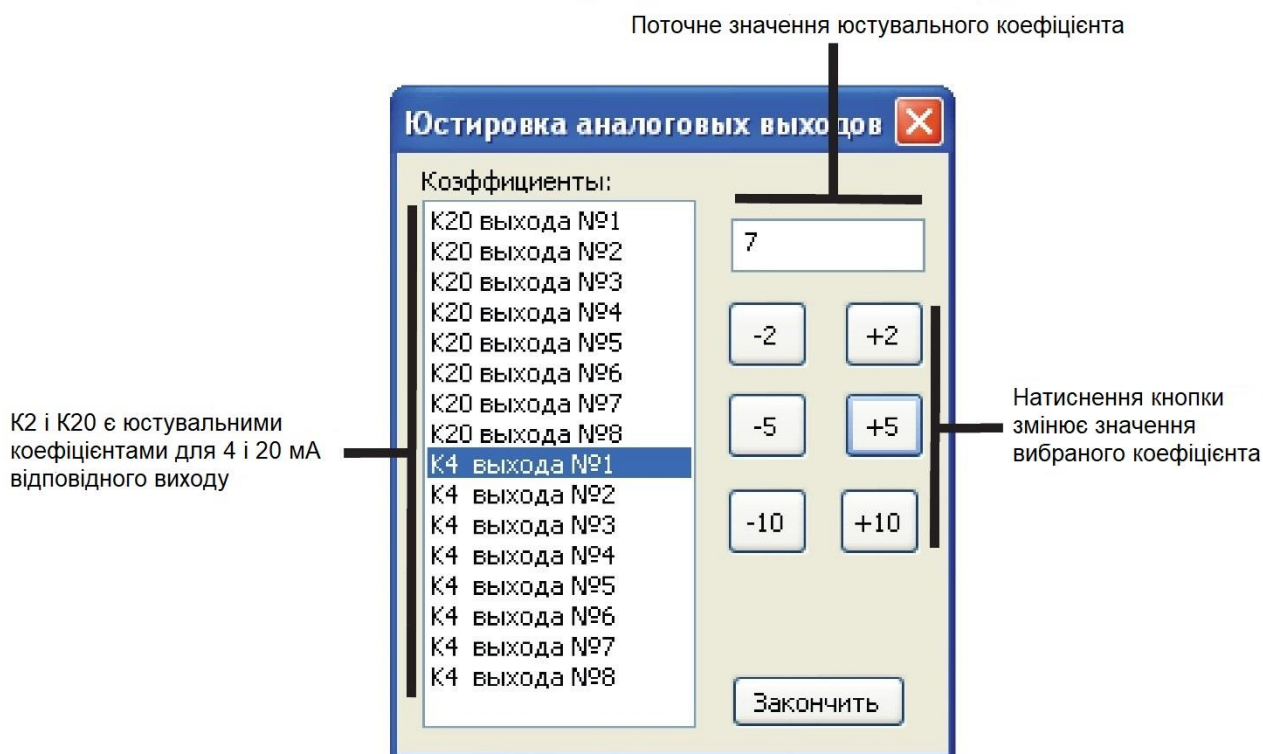 Поточне значення юстувального коефіцієнта
Юстировка аналоговых выходов
Коэффициенты:
К20 выхода №1
К20 выхода №2
К20 выхода №3
К20 выхода №4
К20 выхода №5
К20 выхода №6
К20 выхода №7
К20 выхода №8
К4 выхода №1
К4 выхода №2
К4 выхода №3
К4 выхода №4
К4 выхода №5
К4 выхода №6
К4 выхода №7
К4 выхода №8
7
-2
+2
-5
+5
-10
+10
Закончить
К2 і К20 є юстувальними
коефіцієнтами для 4 і 20 мА
відповідного виходу
Натиснення кнопки
змінює значення
вибраного коефіцієнта